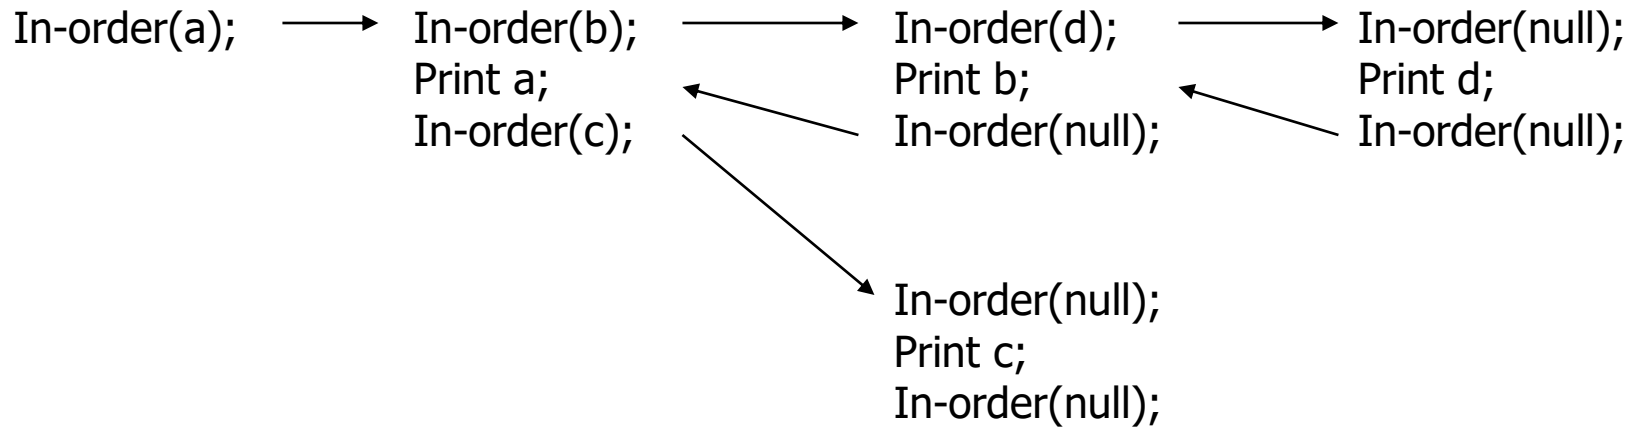 In-order(a);
In-order(b);
Print a;
In-order(c);
In-order(d);
Print b;
In-order(null);
In-order(null);
Print d;
In-order(null);
In-order(null);
Print c;
In-order(null);